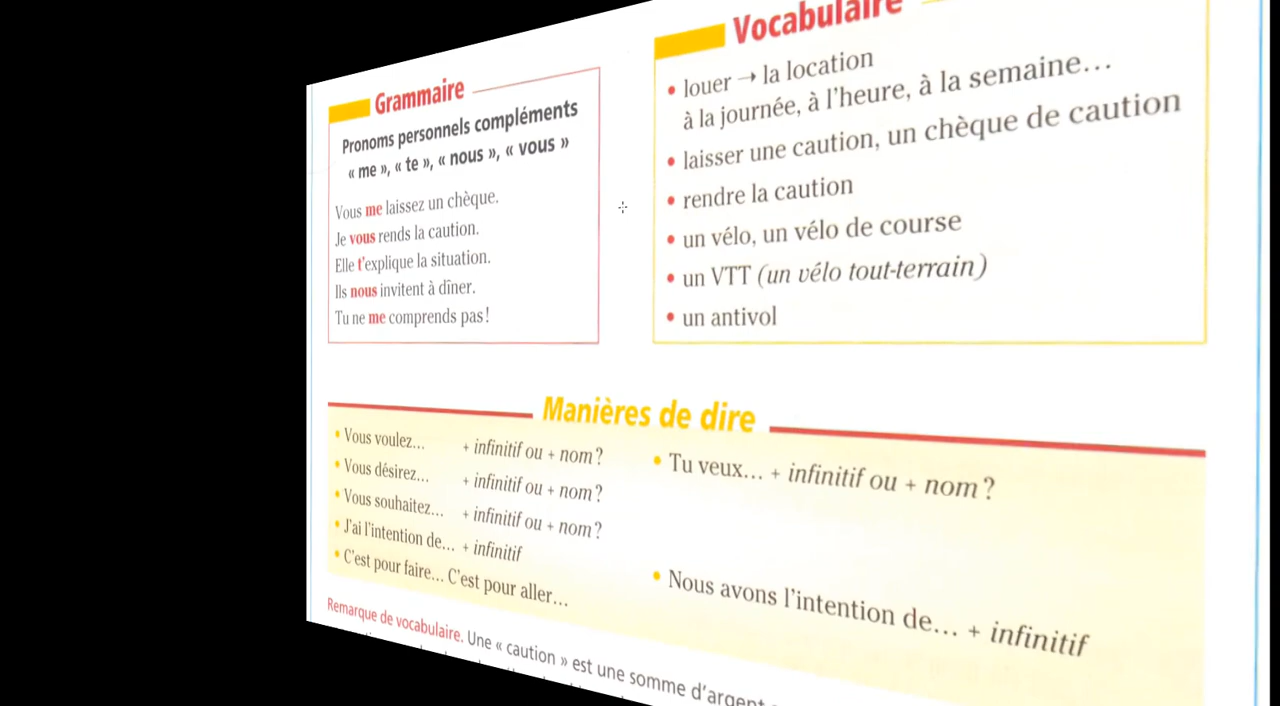 Grammaire
Pronoms personnels compléments
« me », « te », « nous », « vous »
Vous me laissez un chèque.
Je vous rends la caution.
Elle t'explique la situation.
Ils nous invitent à dîner.
Tu ne me comprends pas !
Vocabulaire
• louer → la location
à la journée, à l'heure, à la semaine…
• laisser une caution, un chèque de caution
• rendre la caution
• un vélo, un vélo de course
• un VTT (un vélo tout-terrain)
• un antivol
Manières de dire
• Vous voulez… + infinitif ou + nom ?
• Vous désirez… + infinitif ou + nom ?
• Vous souhaitez… + infinitif ou + nom ?
• J'ai l'intention de… + infinitif
• C'est pour faire… C'est pour aller…
• Tu veux… + infinitif ou + nom ?
• Nous avons l'intention de… + infinitif
Remarque de vocabulaire. Une « caution » est une somme d'argent